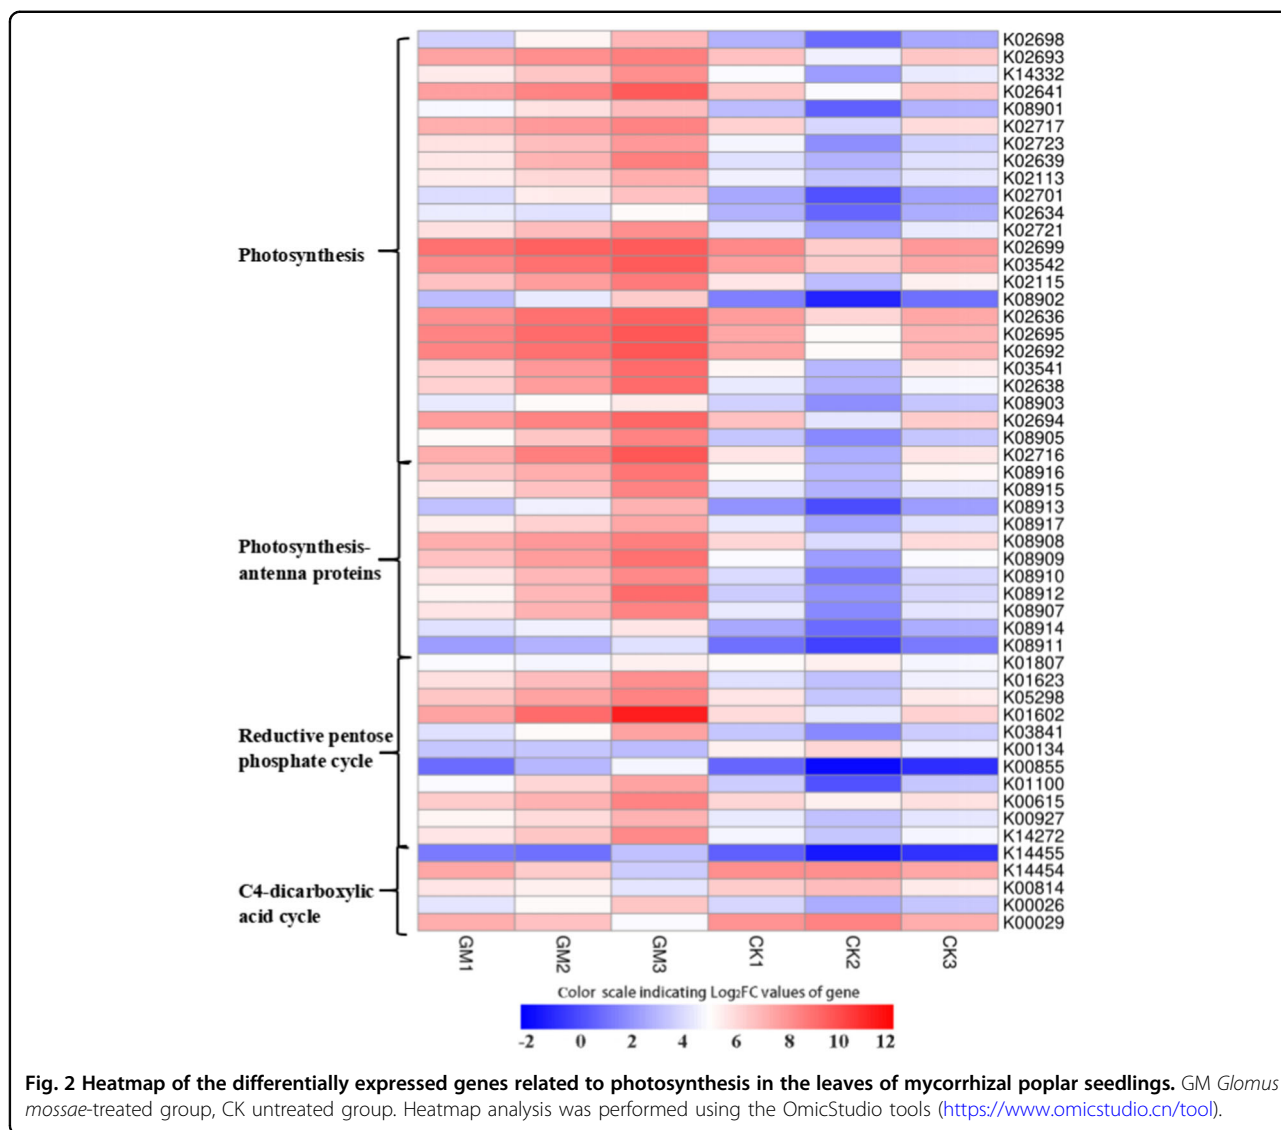 K02698
K02693
K14332
K02641
K08901
K02717
K02723
K02639
K02113
K02701
K02634
K02721
K02699
K03542
K02115
K08902
K02636
K02695
K02692
K03541
K02638
K08903
K02694
K08905
K02716
K08916
K08915
K08913
K08917
K08908
K08909
K08910
K08912
K08907
K08914
K08911
K01807
K01623
K05298
K01602
K03841
K00134
K00855
K01100
K00615
K00927
K14272
K14455
K14454
K00814
K00026
K00029
Photosynthesis
Photosynthesis-
antenna proteins
Reductive pentose
phosphate cycle
C4-dicarboxylic
acid cycle
GM1 GM2 GM3 CK1 CK2 CK3
Color scale indicating Log₂FC values of gene
-2 0 2 4 6 8 10 12
Fig. 2 Heatmap of the differentially expressed genes related to photosynthesis in the leaves of mycorrhizal poplar seedlings. GM Glomus
mossae-treated group, CK untreated group. Heatmap analysis was performed using the OmicStudio tools (https://www.omicstudio.cn/tool).